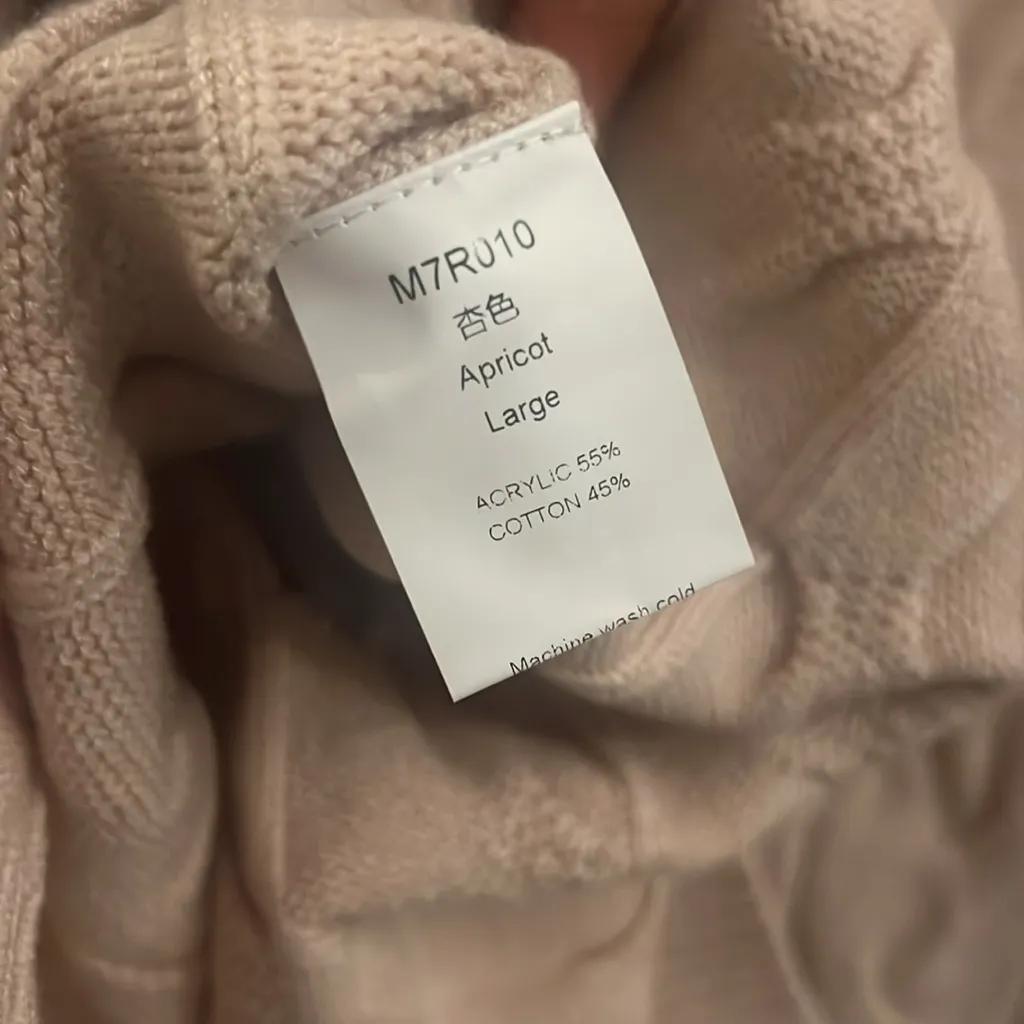 M7R010
杏色
Apricot
Large
ACRYLIC 55%
COTTON 45%
Machine wash cold